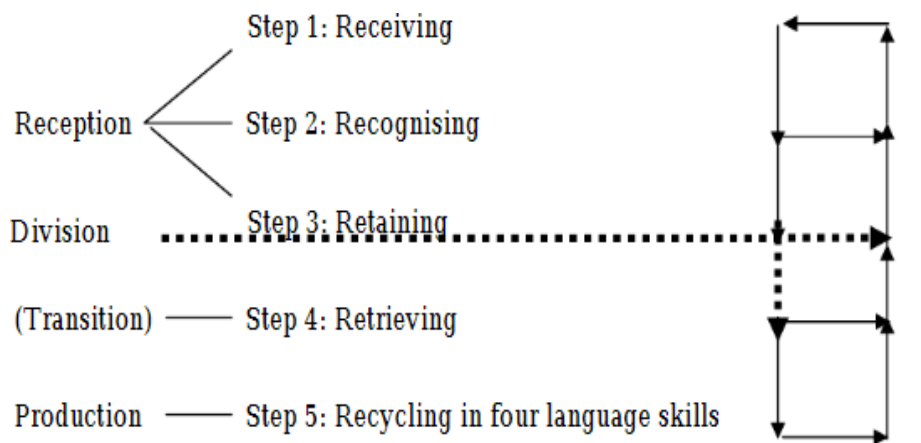 Step 1: Receiving
Reception Step 2: Recognising
Step 3: Retaining
Division
(Transition) Step 4: Retrieving
Production Step 5: Recycling in four language skills